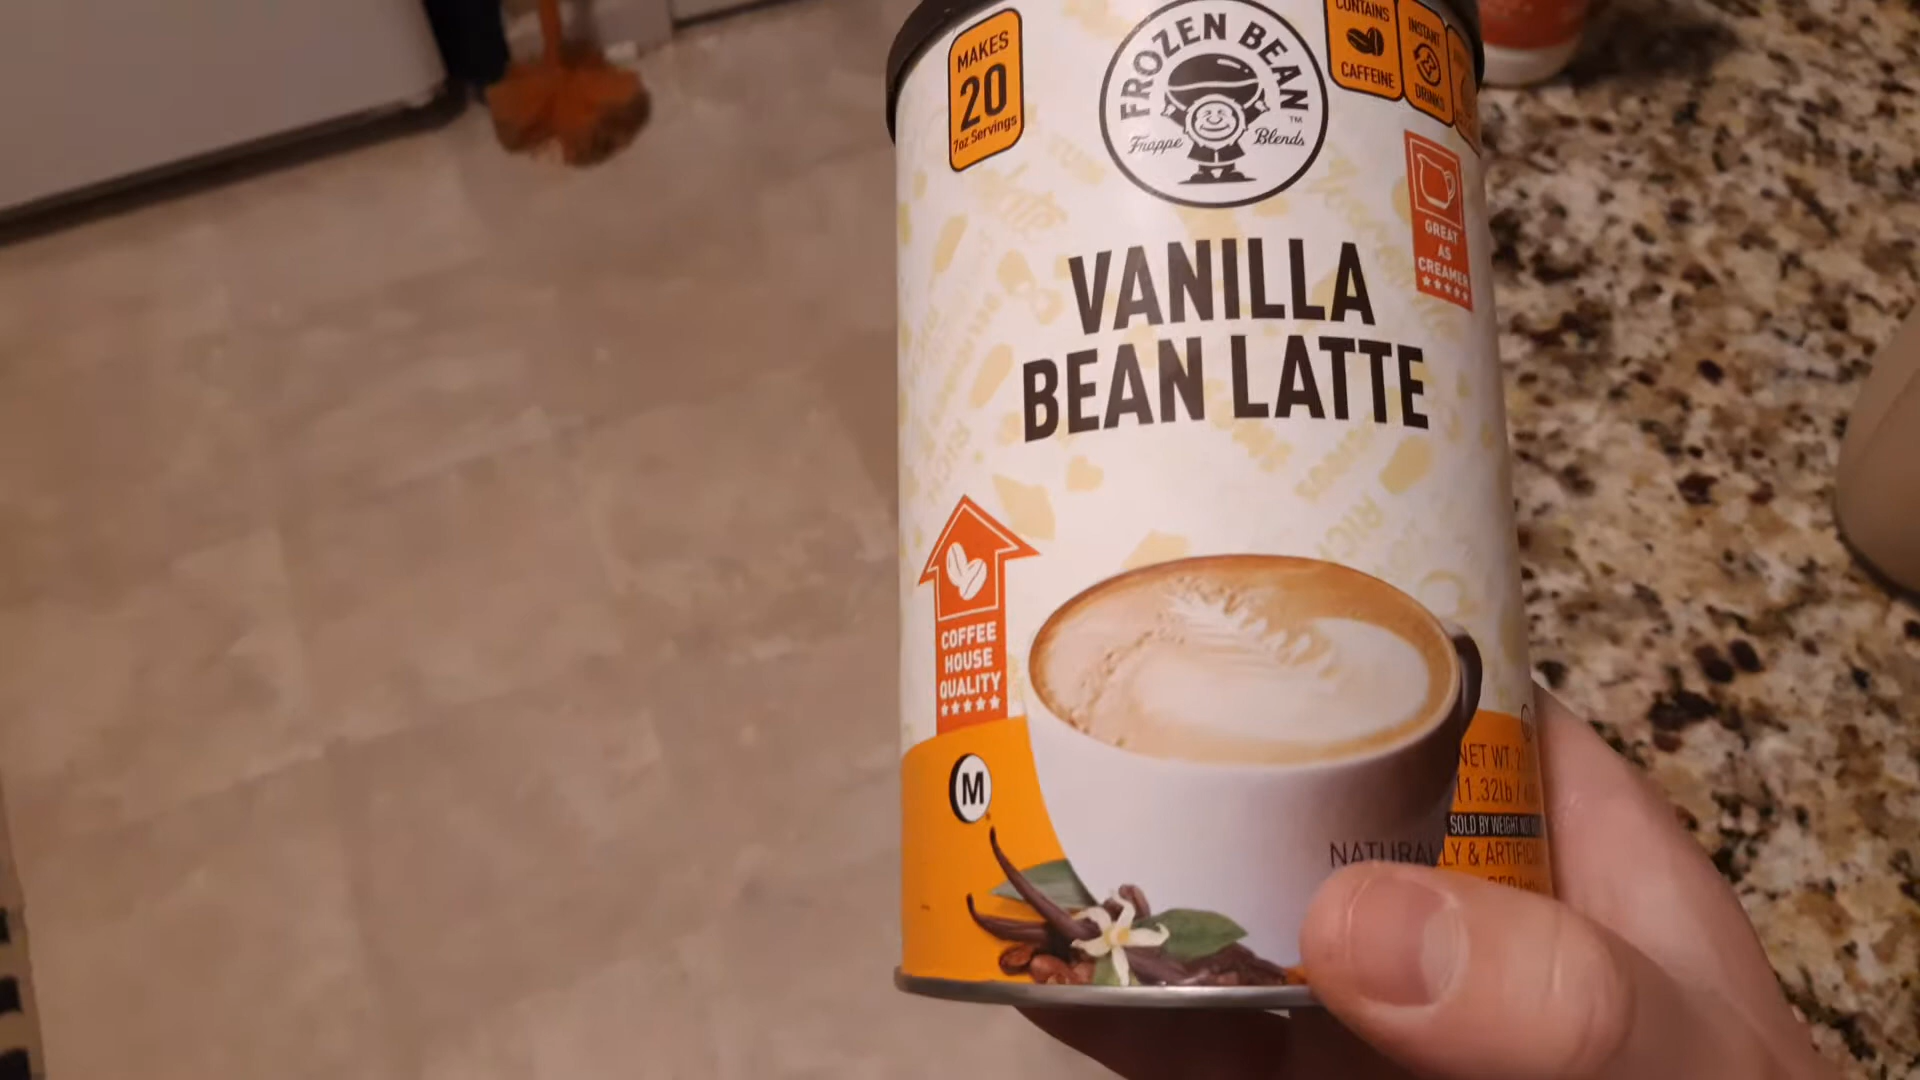 MAKES
20
7oz Servings
FROZEN BEAN
TM
Frappe Blends
CONTAINS
CAFFEINE
INSTANT
DRINKS
GREAT
AS
CREAMER
VANILLA
BEAN LATTE
COFFEE
HOUSE
QUALITY
M
NET WT.
(1.32lb /
SOLD BY WEIGHT
NATURALLY &